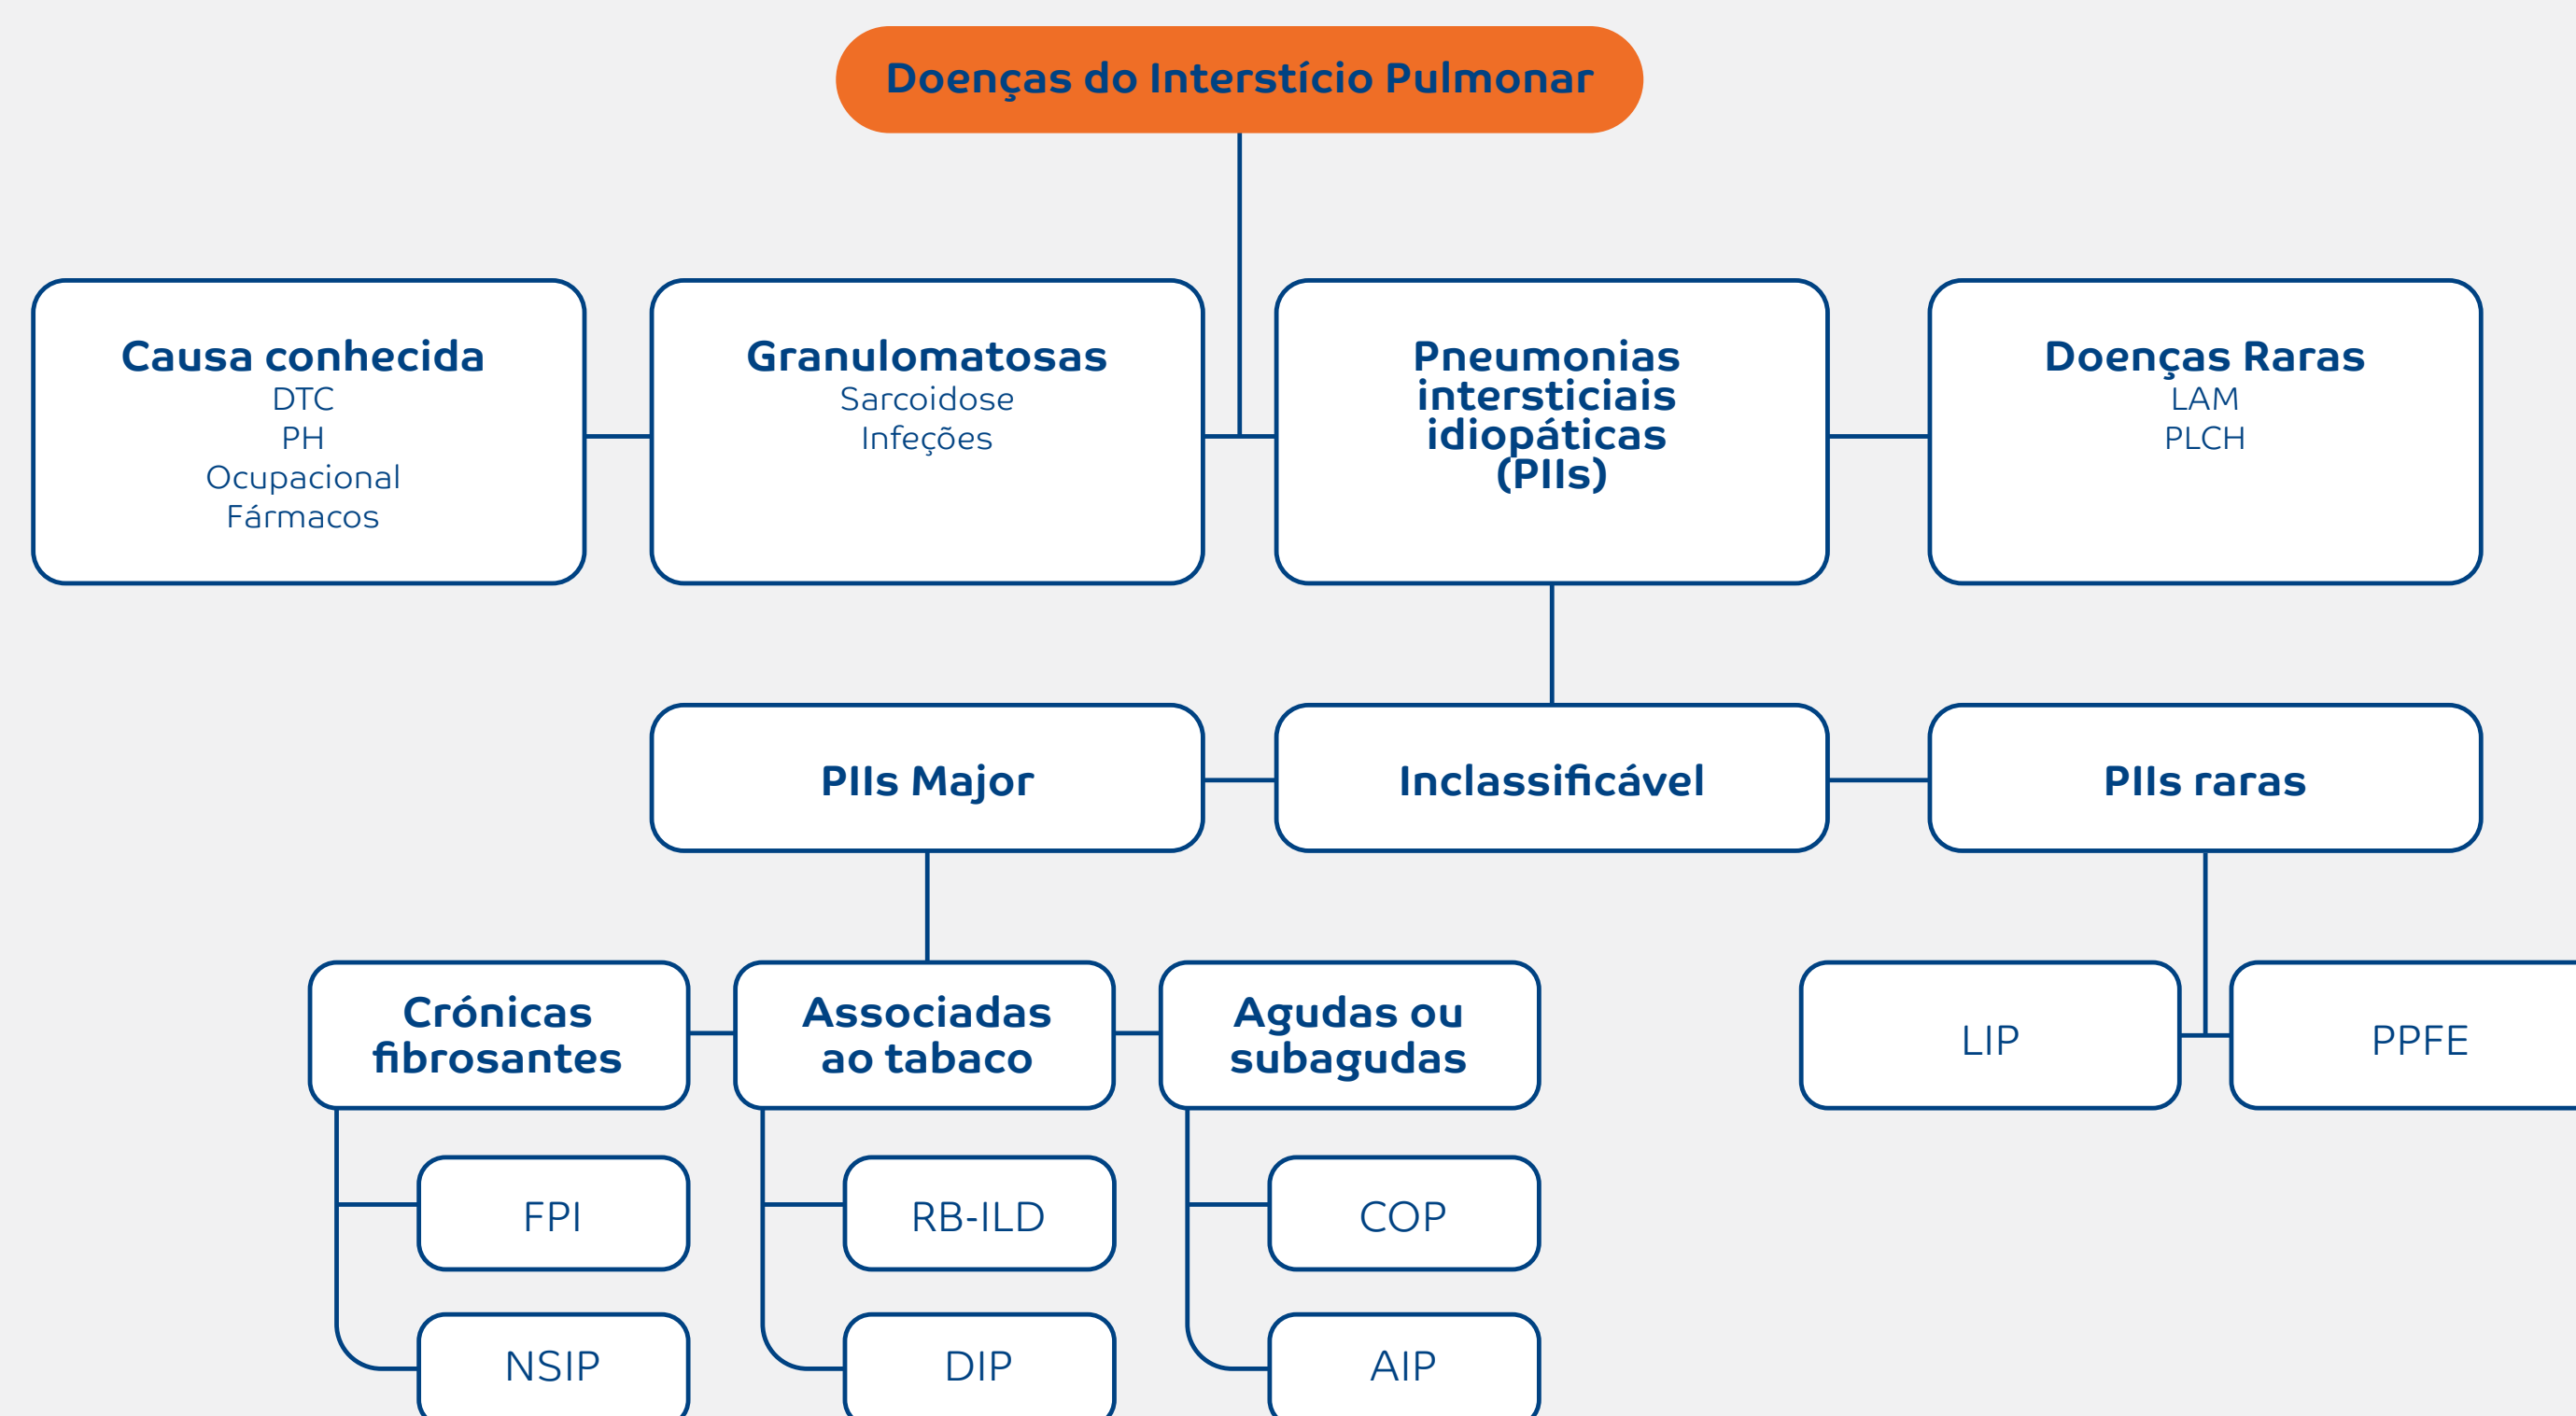 Doenças do Interstício Pulmonar
Causa conhecida
DTC
PH
Ocupacional
Fármacos
Granulomatosas
Sarcoidose
Infeções
Pneumonias
intersticiais
idiopáticas
(PIIs)
Doenças Raras
LAM
PLCH
PIIs Major
Inclassificável
PIIs raras
Crónicas
fibrosantes
Associadas
ao tabaco
Agudas ou
subagudas
LIP
PPFE
FPI
RB-ILD
COP
NSIP
DIP
AIP